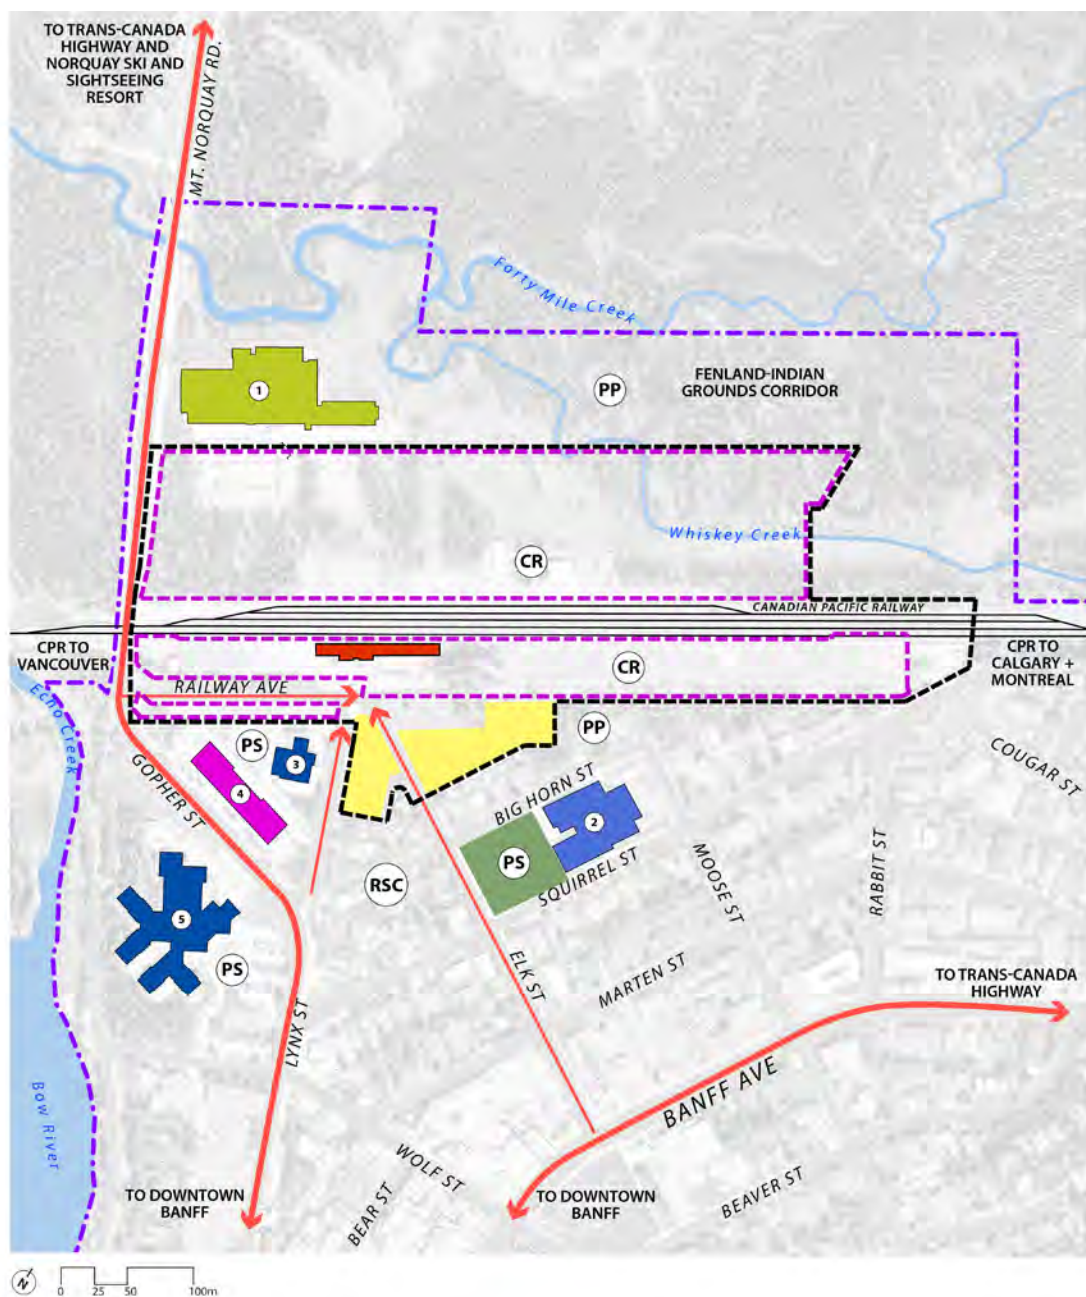 TO TRANS-CANADA
HIGHWAY AND
NORQUAY SKI AND
SIGHTSEEING
RESORT
MT. NORQUAY RD.
Forty Mile Creek
1
PP
FENLAND-INDIAN
GROUNDS CORRIDOR
Whiskey Creek
CR
CANADIAN PACIFIC RAILWAY
CPR TO
VANCOUVER
CR
CPR TO
CALGARY +
MONTREAL
RAILWAY AVE
Echo Creek
PS
3
PP
COUGAR ST
4
GOPHER ST
BIG HORN ST
2
PS
SQUIRREL ST
MOOSE ST
RABBIT ST
RSC
5
PS
ELK ST
MARTEN ST
TO TRANS-CANADA
HIGHWAY
LYNX ST
BANFF AVE
Bow River
WOLF ST
BEAR ST
BEAVER ST
TO DOWNTOWN
BANFF
TO DOWNTOWN
BANFF
N
0 25 50 100m